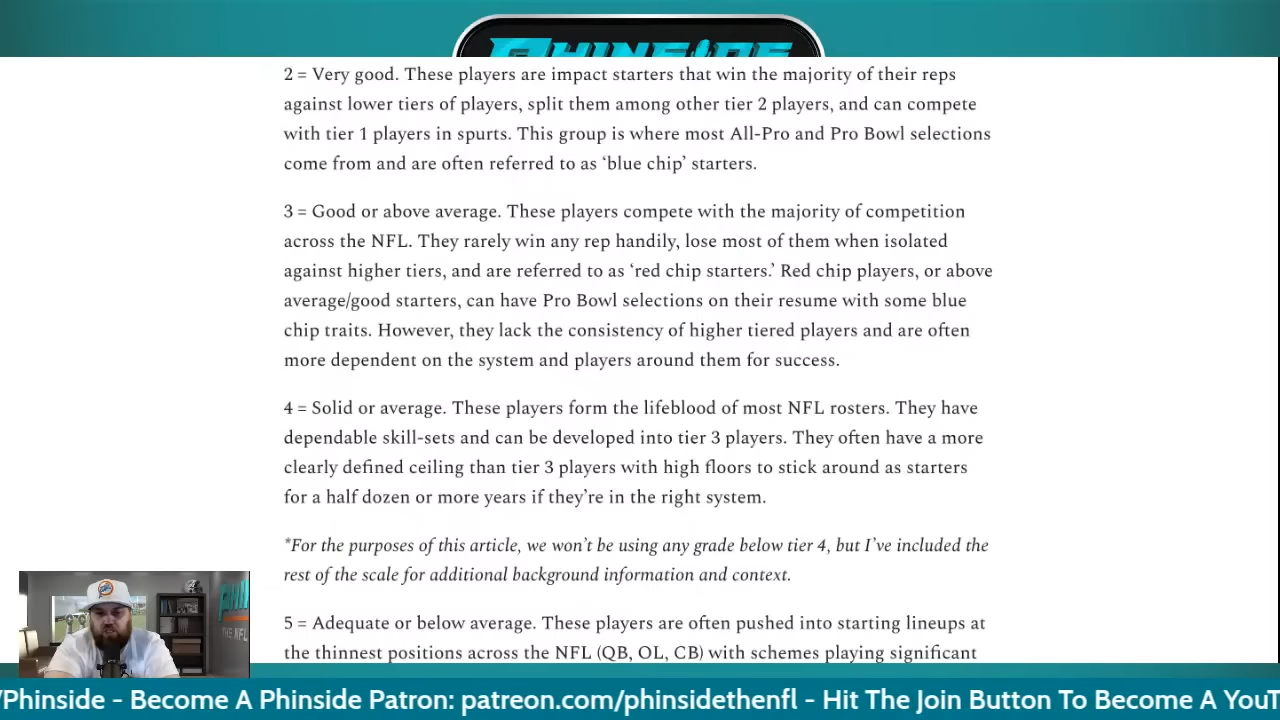 PHINSIDE
2 = Very good. These players are impact starters that win the majority of their reps
against lower tiers of players, split them among other tier 2 players, and can compete
with tier 1 players in spurts. This group is where most All-Pro and Pro Bowl selections
come from and are often referred to as ‘blue chip’ starters.
3 = Good or above average. These players compete with the majority of competition
across the NFL. They rarely win any rep handily, lose most of them when isolated
against higher tiers, and are referred to as ‘red chip starters.’ Red chip players, or above
average/good starters, can have Pro Bowl selections on their resume with some blue
chip traits. However, they lack the consistency of higher tiered players and are often
more dependent on the system and players around them for success.
4 = Solid or average. These players form the lifeblood of most NFL rosters. They have
dependable skill-sets and can be developed into tier 3 players. They often have a more
clearly defined ceiling than tier 3 players with high floors to stick around as starters
for a half dozen or more years if they’re in the right system.
*For the purposes of this article, we won’t be using any grade below tier 4, but I’ve included the
rest of the scale for additional background information and context.
5 = Adequate or below average. These players are often pushed into starting lineups at
the thinnest positions across the NFL (QB, OL, CB) with schemes playing significant
PHI
THE NFL
/Phinside - Become A Phinside Patron: patreon.com/phinsidethenfl - Hit The Join Button To Become A YouT